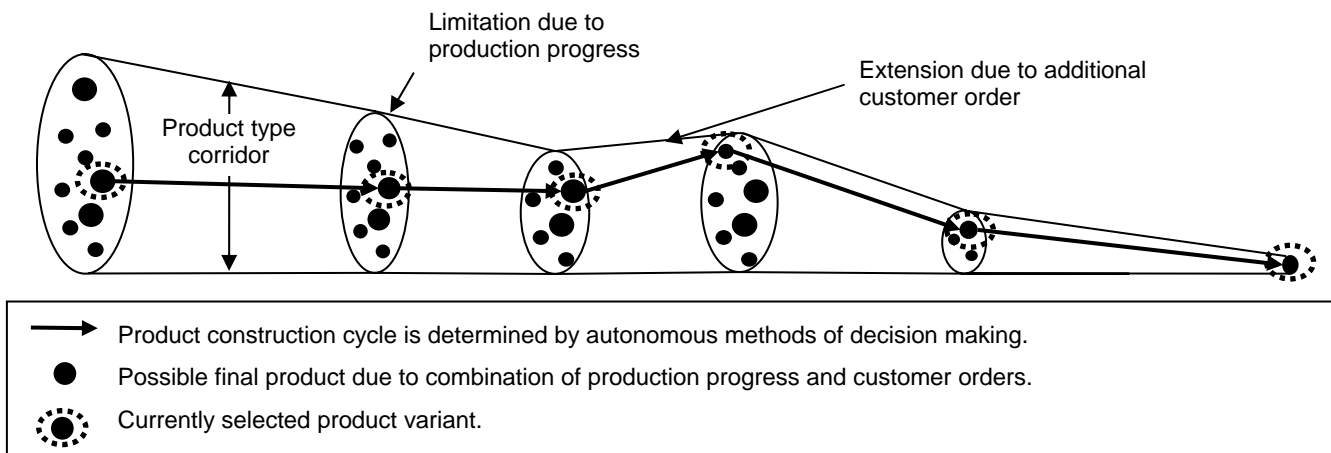 Limitation due to
production progress
Extension due to additional
customer order
Product type
corridor
Product construction cycle is determined by autonomous methods of decision making.
Possible final product due to combination of production progress and customer orders.
Currently selected product variant.